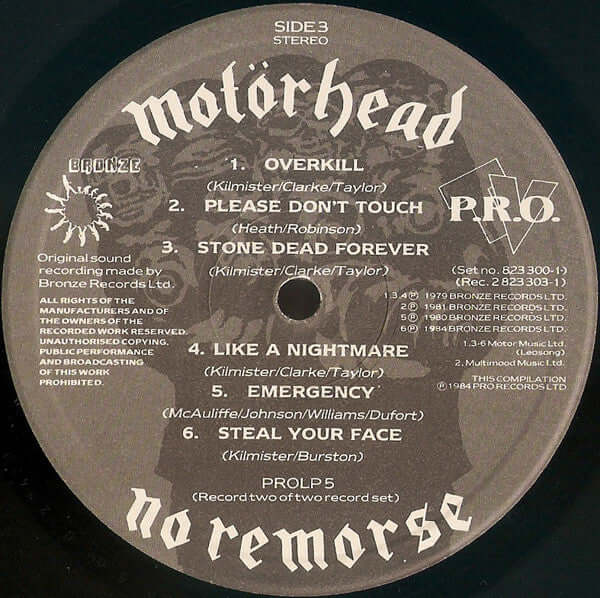 SIDE 3
STEREO
motörhead
BRONZE
1. OVERKILL
(Kilmister/Clarke/Taylor)
2. PLEASE DON'T TOUCH
(Heath/Robinson)
3. STONE DEAD FOREVER
(Kilmister/Clarke/Taylor)
P.R.O.
Original sound
recording made by
Bronze Records Ltd.
ALL RIGHTS OF THE
MANUFACTURERS AND OF
THE OWNERS OF THE
RECORDED WORK RESERVED.
UNAUTHORISED COPYING,
PUBLIC PERFORMANCE
AND BROADCASTING
OF THIS WORK
PROHIBITED.
(Set no. 823 300-1)
(Rec. 2 823 303-1)
1.3.4 ℗ 1979 BRONZE RECORDS LTD.
2 ℗ 1981 BRONZE RECORDS LTD.
5 ℗ 1980 BRONZE RECORDS LTD.
6 ℗ 1984 BRONZE RECORDS LTD.
1.3-6 Motor Music Ltd.
(Leosong)
2. Multimood Music Ltd.
THIS COMPILATION
℗ 1984 PRO RECORDS LTD
4. LIKE A NIGHTMARE
(Kilmister/Clarke/Taylor)
5. EMERGENCY
(McAuliffe/Johnson/Williams/Dufort)
6. STEAL YOUR FACE
(Kilmister/Burston)
PROLP 5
(Record two of two record set)
no remorse